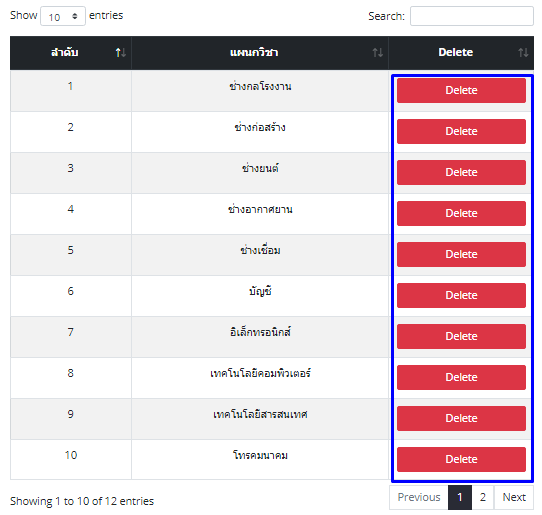 Show 10 entries Search:
ลำดับ แผนกวิชา Delete
1 ช่างกลโรงงาน Delete
2 ช่างก่อสร้าง Delete
3 ช่างยนต์ Delete
4 ช่างอากาศยาน Delete
5 ช่างเชื่อม Delete
6 บัญชี Delete
7 อิเล็กทรอนิกส์ Delete
8 เทคโนโลยีคอมพิวเตอร์ Delete
9 เทคโนโลยีสารสนเทศ Delete
10 โทรคมนาคม Delete
Showing 1 to 10 of 12 entries Previous 1 2 Next